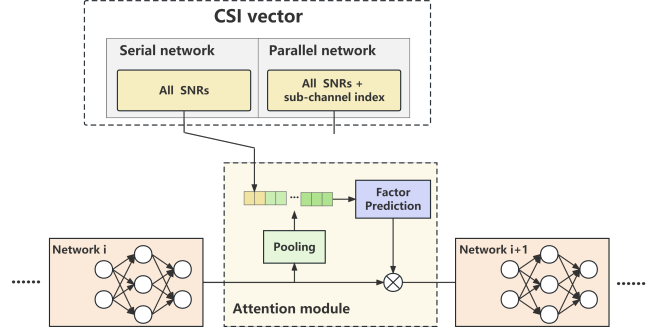 CSI vector
Serial network
Parallel network
All SNRs
All SNRs +
sub-channel index
Factor
Prediction
...
Pooling
Network i
Network i+1
......
......
Attention module